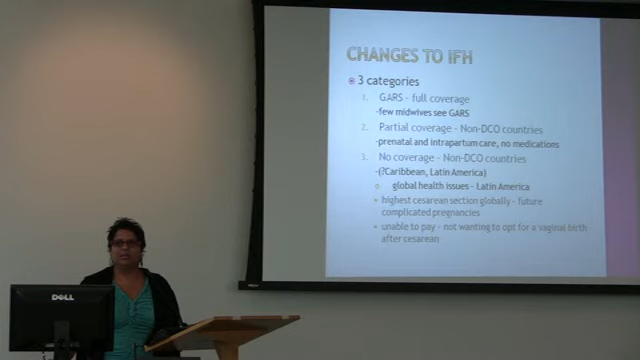 CHANGES TO IFH
3 categories
1. GARS - full coverage
-few midwives see GARS
2. Partial coverage - Non-DCO countries
-prenatal and intrapartum care, no medications
3. No coverage - Non-DCO countries
-(?Caribbean, Latin America)
global health issues - Latin America
highest cesarean section globally - future
complicated pregnancies
unable to pay - not wanting to opt for a vaginal birth
after cesarean
DELL